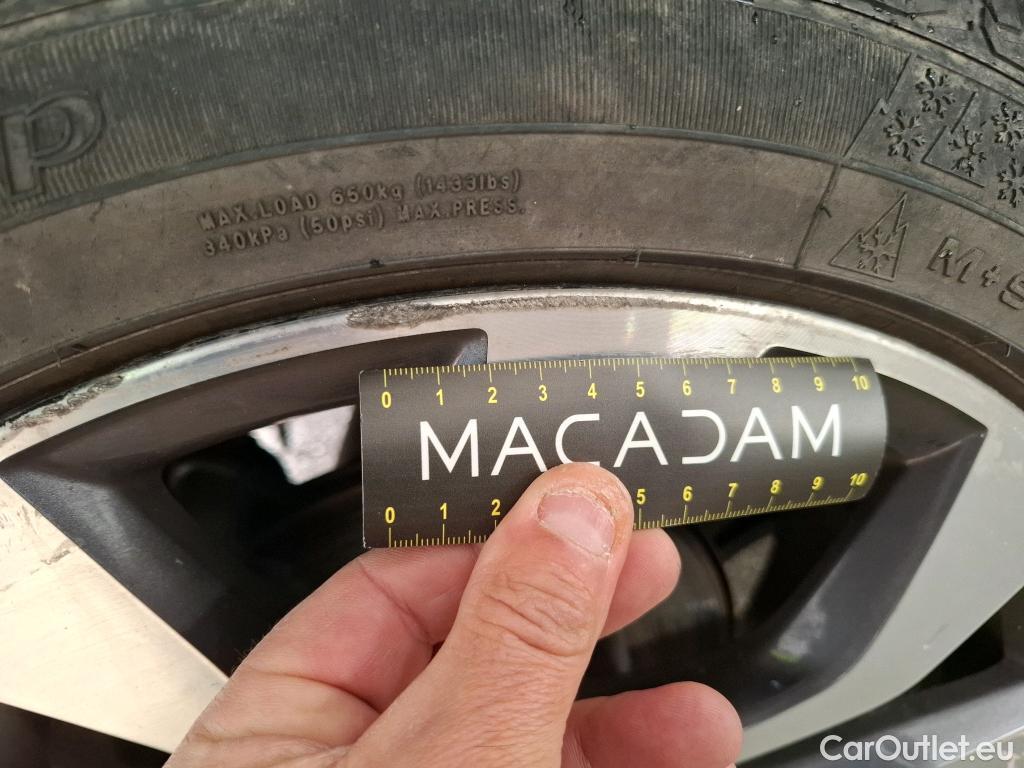 P
MAX.LOAD 650kg (1433lbs)
340kPa (50psi) MAX.PRESS.
M+S
0 1 2 3 4 5 6 7 8 9 10
MACADAM
0 1 2 5 6 7 8 9 10
CarOutlet.eu